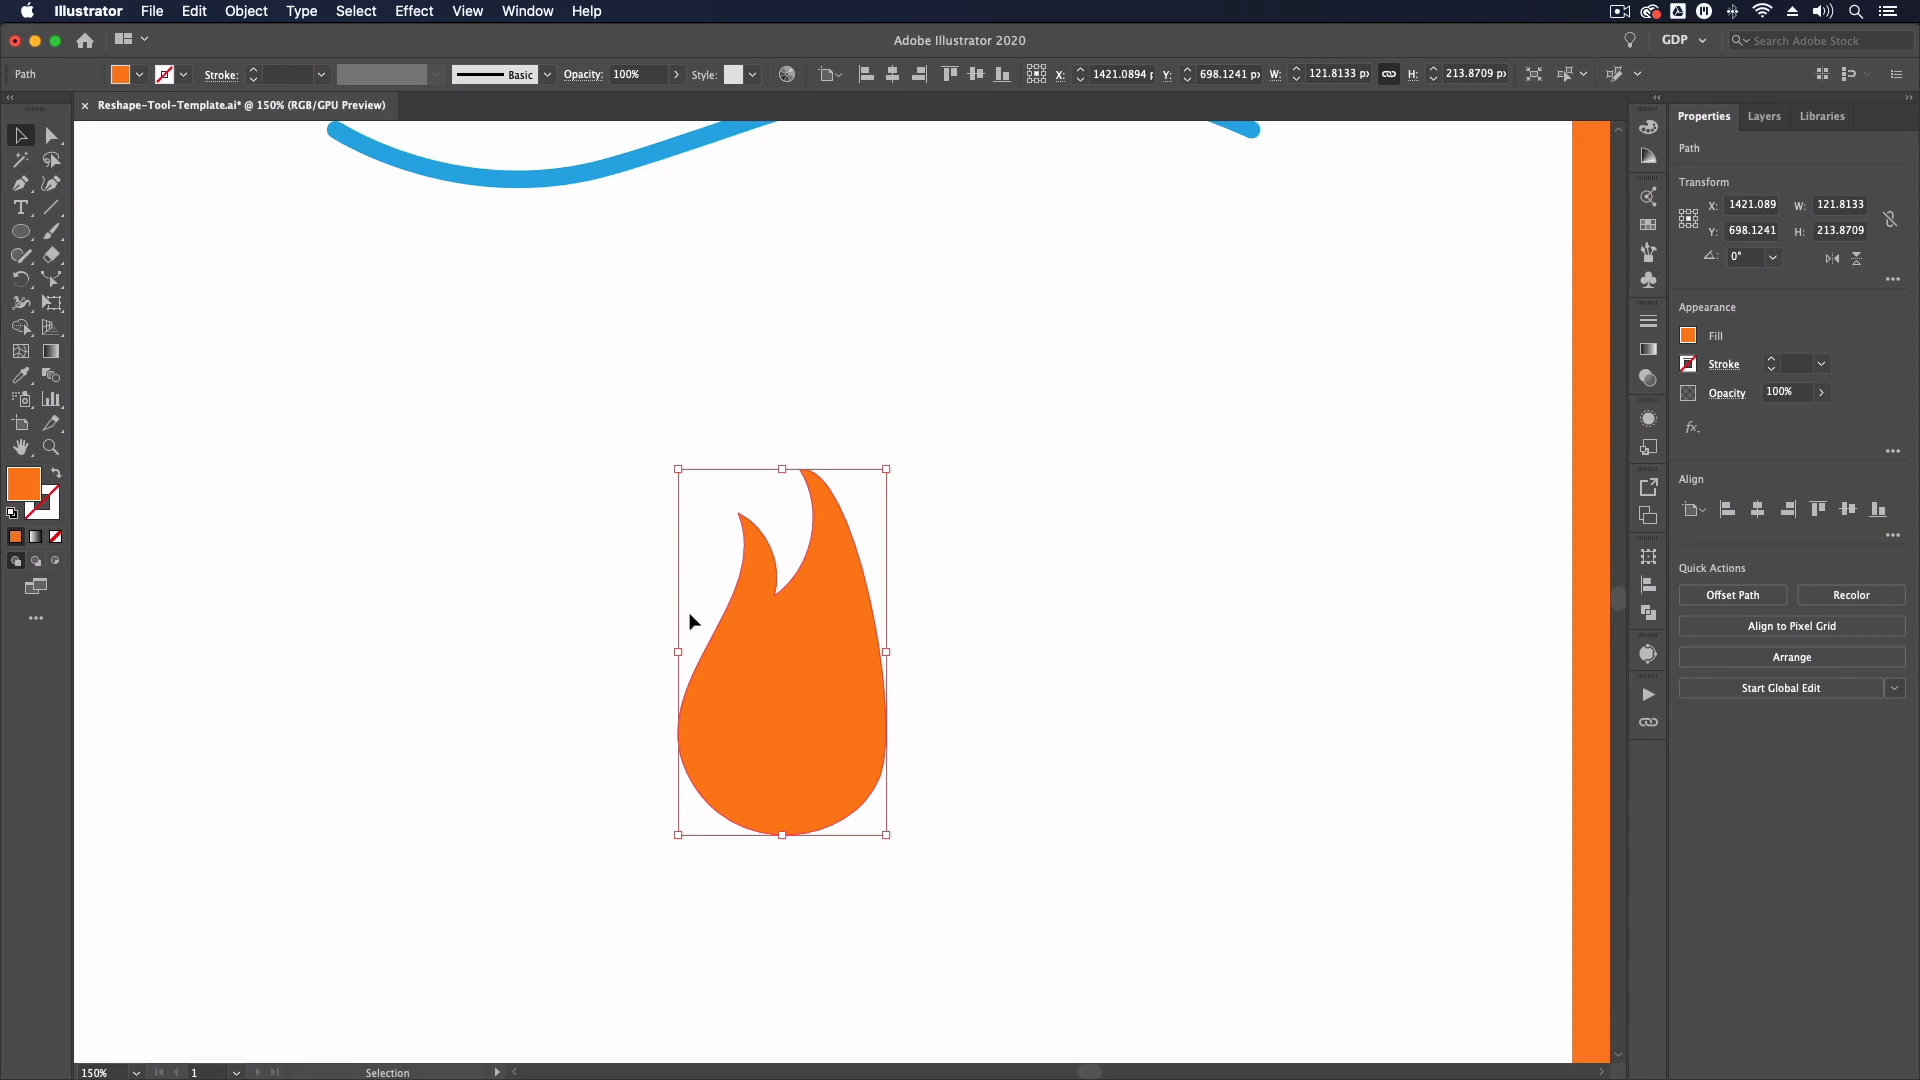 Illustrator File Edit Object Type Select Effect View Window Help
Adobe Illustrator 2020
GDP
Search Adobe Stock
Path Stroke: Basic Opacity: 100% Style: X: 1421.0894 p Y: 698.1241 px W: 121.8133 px H: 213.8709 px
× Reshape-Tool-Template.ai* @ 150% (RGB/GPU Preview)
Properties Layers Libraries
Path
Transform
X: 1421.089 W: 121.8133
Y: 698.1241 H: 213.8709
0°
Appearance
Fill
Stroke
Opacity 100%
fx.
Align
Quick Actions
Offset Path Recolor
Align to Pixel Grid
Arrange
Start Global Edit
150% 1 Selection